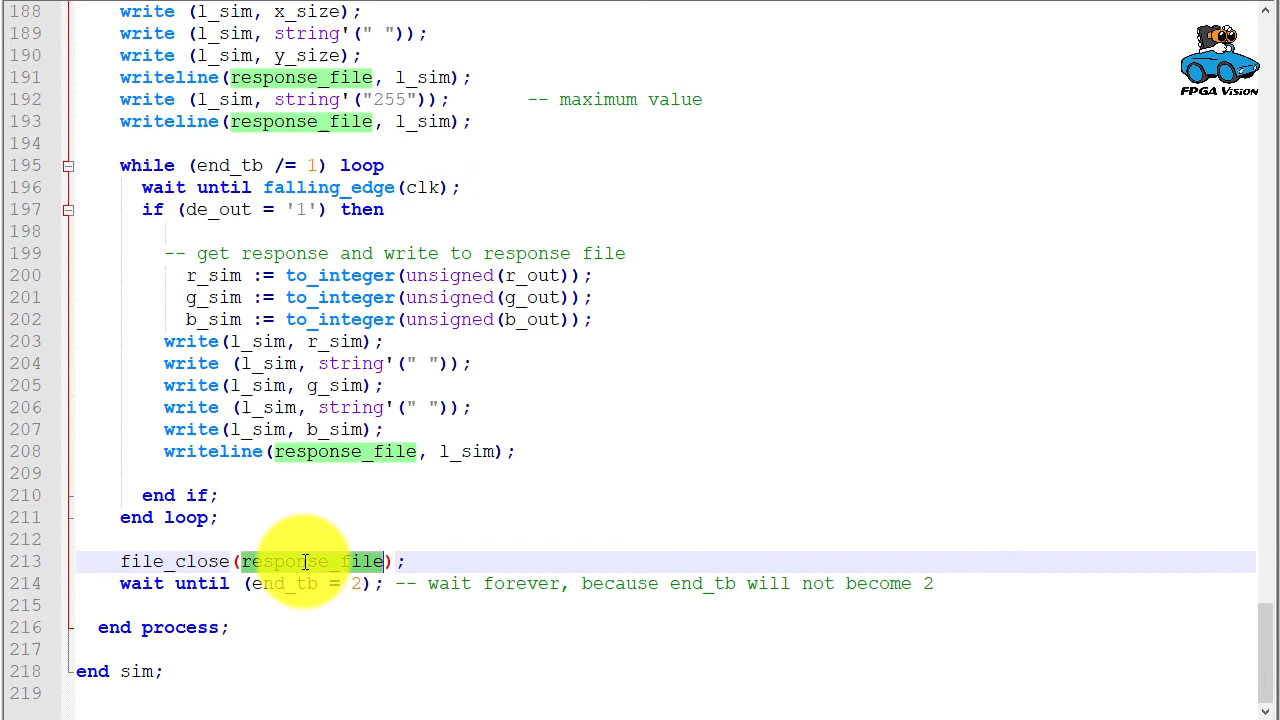 188 write (l_sim, x_size);
189 write (l_sim, string'(" "));
190 write (l_sim, y_size);
191 writeline(response_file, l_sim);
192 write (l_sim, string'("255")); -- maximum value
193 writeline(response_file, l_sim);
194
195 while (end_tb /= 1) loop
196 wait until falling_edge(clk);
197 if (de_out = '1') then
198
199 -- get response and write to response file
200 r_sim := to_integer(unsigned(r_out));
201 g_sim := to_integer(unsigned(g_out));
202 b_sim := to_integer(unsigned(b_out));
203 write(l_sim, r_sim);
204 write (l_sim, string'(" "));
205 write(l_sim, g_sim);
206 write (l_sim, string'(" "));
207 write(l_sim, b_sim);
208 writeline(response_file, l_sim);
209
210 end if;
211 end loop;
212
213 file_close(response_file);
214 wait until (end_tb = 2); -- wait forever, because end_tb will not become 2
215
216 end process;
217
218 end sim;
219
FPGA Vision